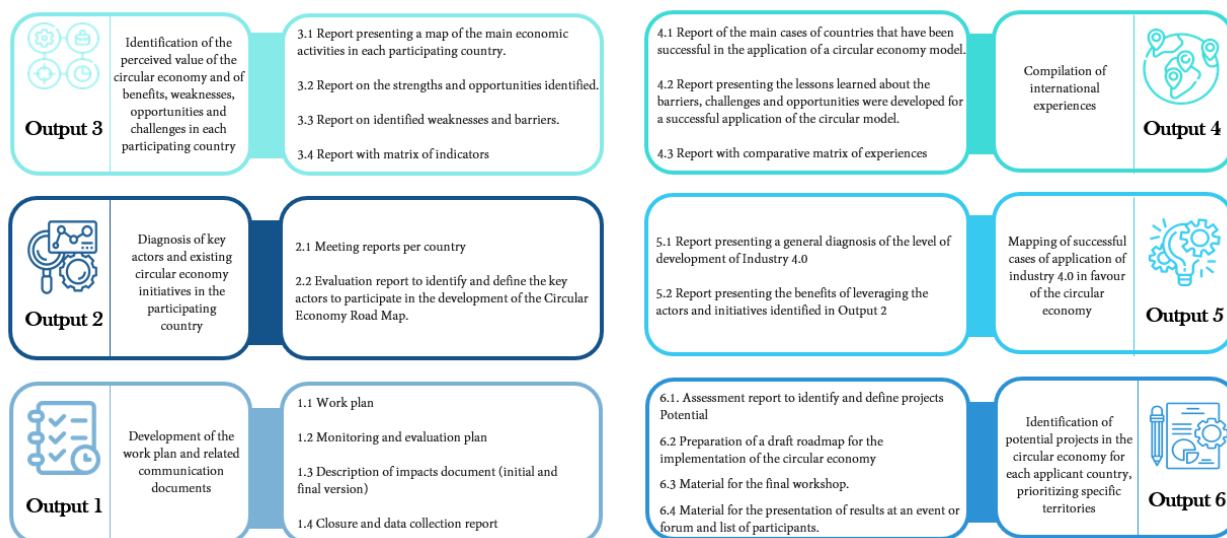 Output 3
Identification of the
perceived value of the
circular economy and of
benefits, weaknesses,
opportunities and
challenges in each
participating country
3.1 Report presenting a map of the main economic
activities in each participating country.
3.2 Report on the strengths and opportunities identified.
3.3 Report on identified weaknesses and barriers.
3.4 Report with matrix of indicators
4.1 Report of the main cases of countries that have been
successful in the application of a circular economy model.
4.2 Report presenting the lessons learned about the
barriers, challenges and opportunities were developed for
a successful application of the circular model.
4.3 Report with comparative matrix of experiences
Compilation of
international
experiences
Output 4
Output 2
Diagnosis of key
actors and existing
circular economy
initiatives in the
participating
country
2.1 Meeting reports per country
2.2 Evaluation report to identify and define the key
actors to participate in the development of the Circular
Economy Road Map.
5.1 Report presenting a general diagnosis of the level of
development of Industry 4.0
5.2 Report presenting the benefits of leveraging the
actors and initiatives identified in Output 2
Mapping of successful
cases of application of
industry 4.0 in favour
of the circular
economy
Output 5
Output 1
Development of the
work plan and related
communication
documents
1.1 Work plan
1.2 Monitoring and evaluation plan
1.3 Description of impacts document (initial and
final version)
1.4 Closure and data collection report
6.1. Assessment report to identify and define projects
Potential
6.2 Preparation of a draft roadmap for the
implementation of the circular economy
6.3 Material for the final workshop.
6.4 Material for the presentation of results at an event or
forum and list of participants.
Identification of
potential projects in the
circular economy for
each applicant country,
prioritizing specific
territories
Output 6